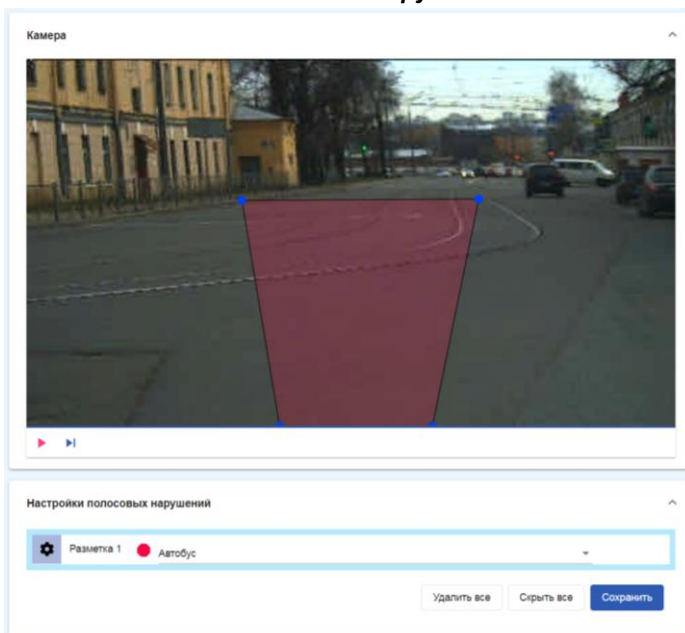 Камера
Настройки полосовых нарушений
Разметка 1 Автобус
Удалить все Скрыть все Сохранить